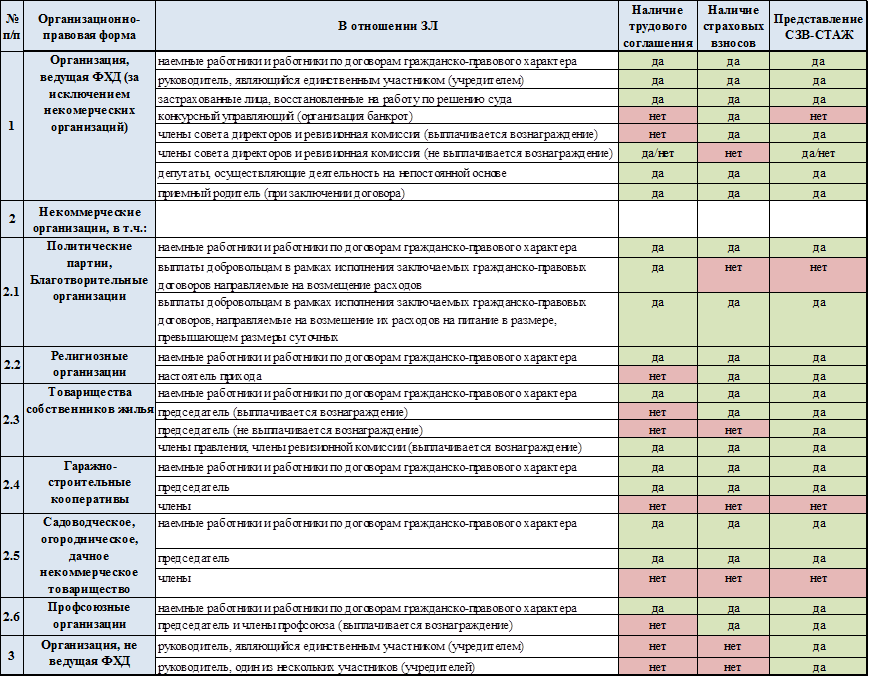 № п/п
Организационно-правовая форма
В отношении ЗЛ
Наличие трудового соглашения
Наличие страховых взносов
Представление СЗВ-СТАЖ
1
Организация, ведущая ФХД (за исключением некомерческих организаций)
наемные работники и работники по договорам гражданско-правового характера да да да
руководитель, являющийся единственным участником (учредителем) да да да
застрахованные лица, восстановленные на работу по решению суда да да да
конкурсный управляющий (организация банкрот) нет да нет
члены совета директоров и ревизионная комиссия (выплачивается вознаграждение) нет да да
члены совета директоров и ревизионная комиссия (не выплачивается вознаграждение) да/нет нет да/нет
депутаты, осуществляющие деятельность на непостоянной основе да да да
приемный родитель (при заключении договора) да да да
2
Некоммерческие организации, в т.ч.:
2.1
Политические партии, Благотворительные организации
наемные работники и работники по договорам гражданско-правового характера да да да
выплаты добровольцам в рамках исполнения заключаемых гражданско-правовых да нет нет
договоров направляемые на возмещение расходов
выплаты добровольцам в рамках исполнения заключаемых гражданско-правовых да да да
договоров, направляемые на возмещение их расходов на питание в размере,
превышающем размеры суточных
2.2
Религиозные организации
наемные работники и работники по договорам гражданско-правового характера да да да
настоятель прихода нет да да
2.3
Товарищества собственников жилья
наемные работники и работники по договорам гражданско-правового характера да да да
председатель (выплачивается вознаграждение) нет да да
председатель (не выплачивается вознаграждение) нет нет да
члены правления, члены ревизионной комиссии (выплачивается вознаграждение) да да да
2.4
Гаражно-строительные кооперативы
наемные работники и работники по договорам гражданско-правового характера да да да
председатель да да да
члены нет нет нет
2.5
Садоводческое, огородническое, дачное некоммерческое товарищество
наемные работники и работники по договорам гражданско-правового характера да да да
председатель да да да
члены нет нет нет
2.6
Профсоюзные организации
наемные работники и работники по договорам гражданско-правового характера да да да
председатель и члены профсоюза (выплачивается вознаграждение) нет да да
3
Организация, не ведущая ФХД
руководитель, являющийся единственным участником (учредителем) нет нет да
руководитель, один из нескольких участников (учредителей) нет нет да